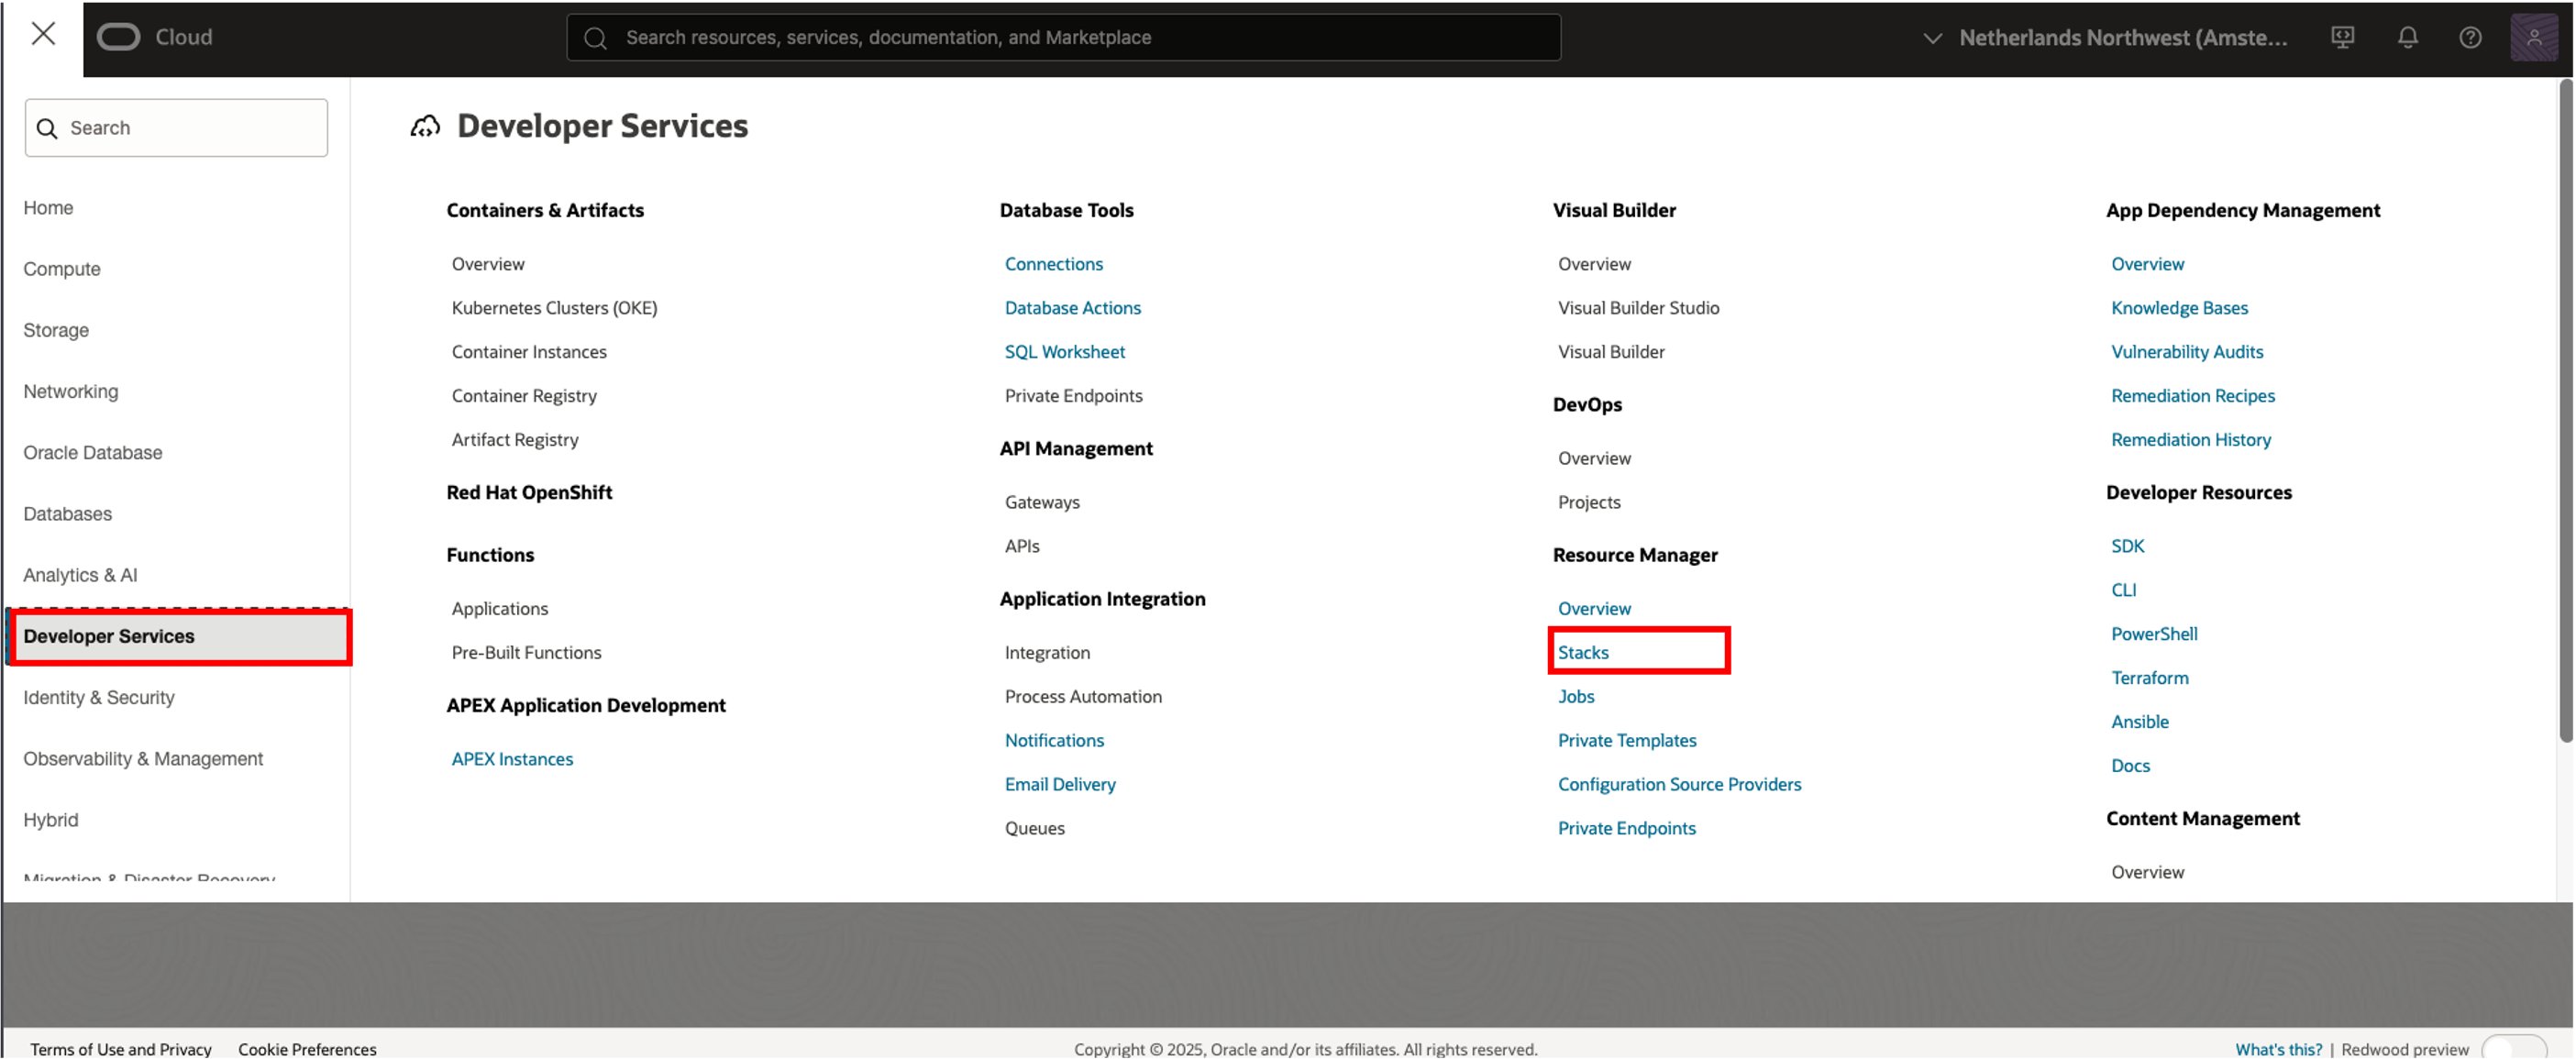 Cloud
Search resources, services, documentation, and Marketplace
Netherlands Northwest (Amste...
Search
Home
Compute
Storage
Networking
Oracle Database
Databases
Analytics & AI
Developer Services
Identity & Security
Observability & Management
Hybrid
Migration & Disaster Recovery
Developer Services
Containers & Artifacts
Overview
Kubernetes Clusters (OKE)
Container Instances
Container Registry
Artifact Registry
Red Hat OpenShift
Functions
Applications
Pre-Built Functions
APEX Application Development
APEX Instances
Database Tools
Connections
Database Actions
SQL Worksheet
Private Endpoints
API Management
Gateways
APIs
Application Integration
Integration
Process Automation
Notifications
Email Delivery
Queues
Visual Builder
Overview
Visual Builder Studio
Visual Builder
DevOps
Overview
Projects
Resource Manager
Overview
Stacks
Jobs
Private Templates
Configuration Source Providers
Private Endpoints
App Dependency Management
Overview
Knowledge Bases
Vulnerability Audits
Remediation Recipes
Remediation History
Developer Resources
SDK
CLI
PowerShell
Terraform
Ansible
Docs
Content Management
Overview
Terms of Use and Privacy Cookie Preferences
Copyright © 2025, Oracle and/or its affiliates. All rights reserved.
What's this? | Redwood preview